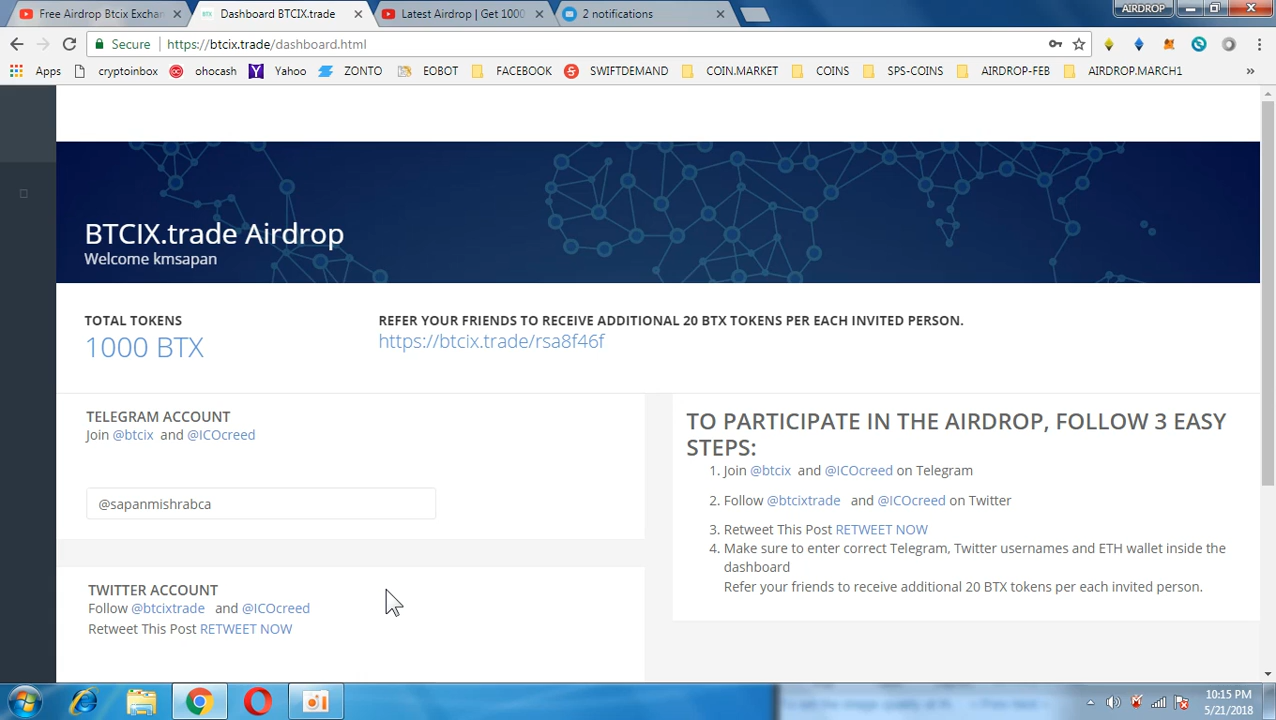 Free Airdrop Btcix Exchan
Dashboard BTCIX.trade
Latest Airdrop | Get 1000
2 notifications
AIRDROP
Secure
https://btcix.trade/dashboard.html
Apps
cryptoinbox
ohocash
Yahoo
ZONTO
EOBOT
FACEBOOK
SWIFTDEMAND
COIN.MARKET
COINS
SPS-COINS
AIRDROP-FEB
AIRDROP.MARCH1
»
BTCIX.trade Airdrop
Welcome kmsapan
TOTAL TOKENS
1000 BTX
REFER YOUR FRIENDS TO RECEIVE ADDITIONAL 20 BTX TOKENS PER EACH INVITED PERSON.
https://btcix.trade/rsa8f46f
TELEGRAM ACCOUNT
Join @btcix and @ICOcreed
@sapanmishrabca
TWITTER ACCOUNT
Follow @btcixtrade and @ICOcreed
Retweet This Post RETWEET NOW
TO PARTICIPATE IN THE AIRDROP, FOLLOW 3 EASY
STEPS:
1. Join @btcix and @ICOcreed on Telegram
2. Follow @btcixtrade and @ICOcreed on Twitter
3. Retweet This Post RETWEET NOW
4. Make sure to enter correct Telegram, Twitter usernames and ETH wallet inside the
dashboard
Refer your friends to receive additional 20 BTX tokens per each invited person.
10:15 PM
5/21/2018